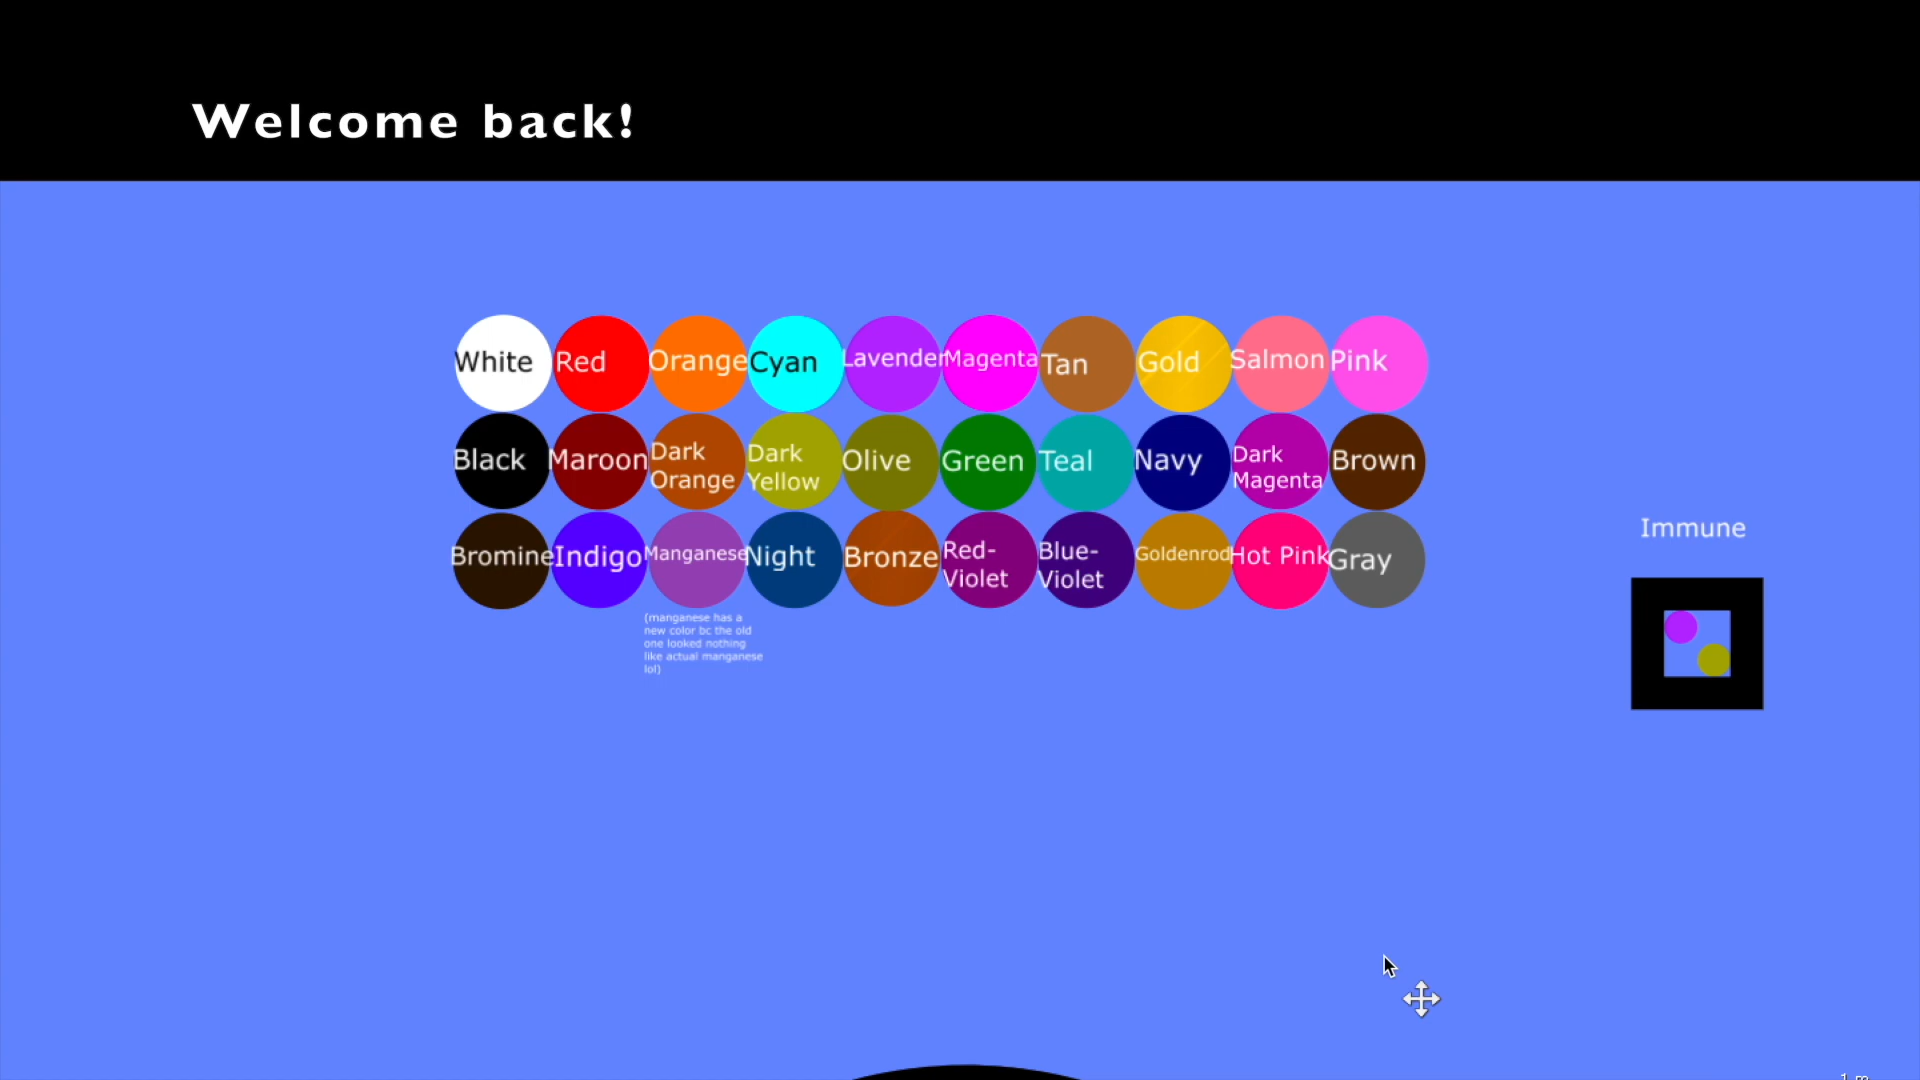 Welcome back!
White Red Orange Cyan Lavender Magenta Tan Gold Salmon Pink
Black Maroon Dark Orange Dark Yellow Olive Green Teal Navy Dark Magenta Brown
Bromine Indigo Manganese Night Bronze Red-Violet Blue-Violet Goldenrod Hot Pink Gray
(manganese has a
new color bc the old
one looked nothing
like actual manganese
lol)
Immune